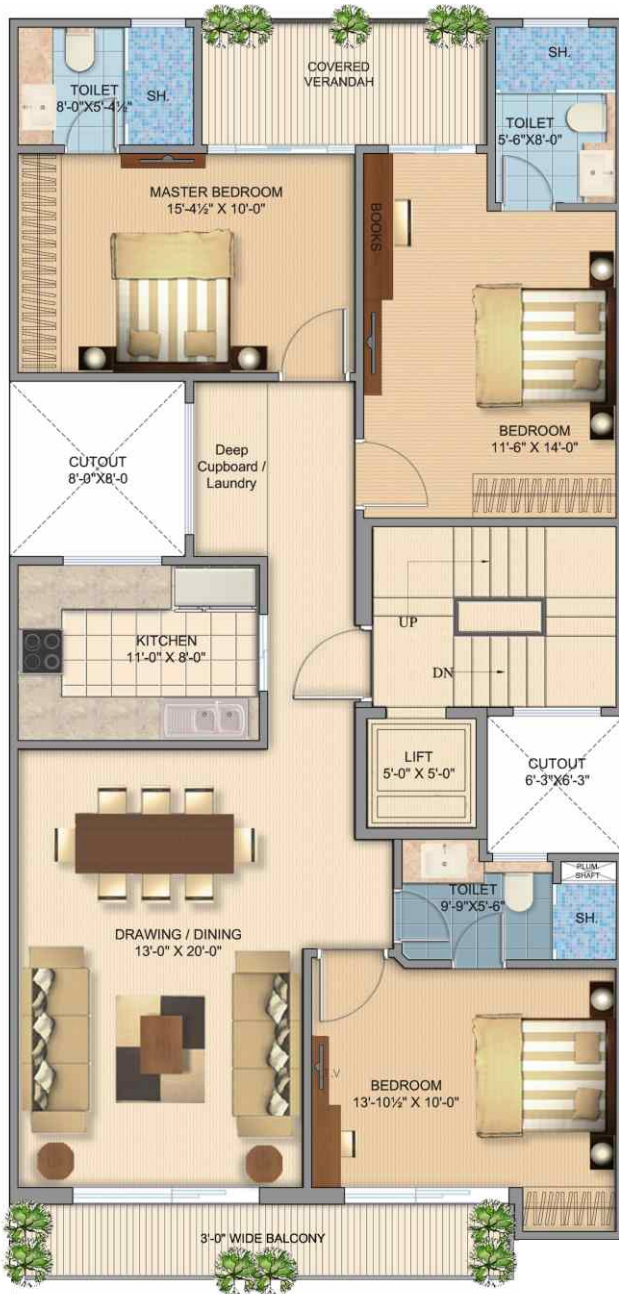 TOILET
8'-0"X5'-4½"
SH.
COVERED
VERANDAH
SH.
TOILET
5'-6"X8'-0"
MASTER BEDROOM
15'-4½" X 10'-0"
BOOKS
BEDROOM
11'-6" X 14'-0"
CUTOUT
8'-0"X8'-0
Deep
Cupboard /
Laundry
KITCHEN
11'-0" X 8'-0"
UP
DN
LIFT
5'-0" X 5'-0"
CUTOUT
6'-3"X6'-3"
PLUM.
SHAFT
TOILET
9'-9"X5'-6"
SH.
DRAWING / DINING
13'-0" X 20'-0"
BEDROOM
13'-10½" X 10'-0"
3'-0" WIDE BALCONY